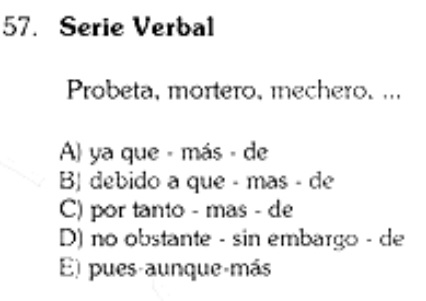 57. Serie Verbal
Probeta, mortero, mechero, ...
A) ya que - más - de
B) debido a que - mas - de
C) por tanto - mas - de
D) no obstante - sin embargo - de
E) pues-aunque-más